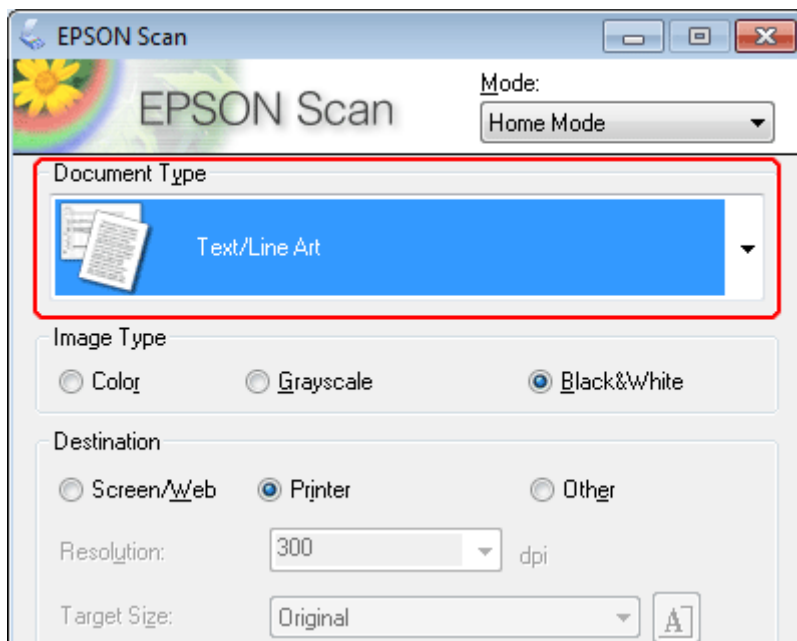 EPSON Scan
EPSON Scan
Mode:
Home Mode
Document Type
Text/Line Art
Image Type
Color Grayscale Black&White
Destination
Screen/Web Printer Other
Resolution: 300 dpi
Target Size: Original A